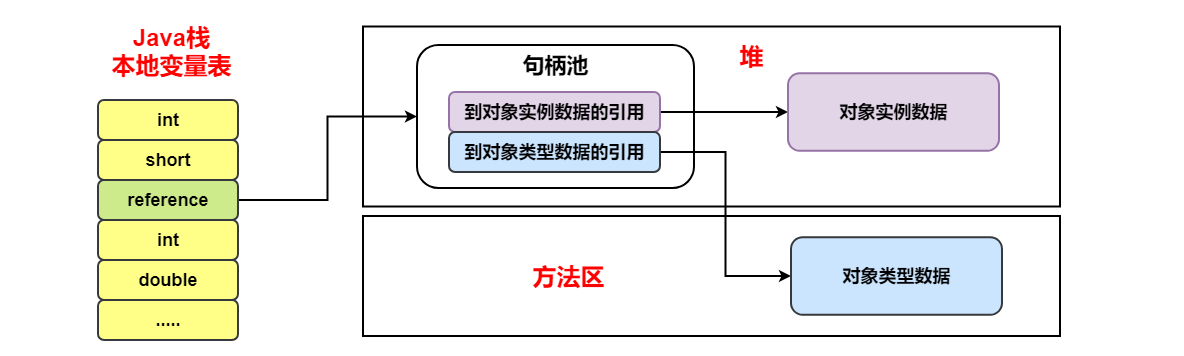 Java栈
本地变量表
int
short
reference
int
double
.....
句柄池
到对象实例数据的引用
到对象类型数据的引用
堆
对象实例数据
方法区
对象类型数据